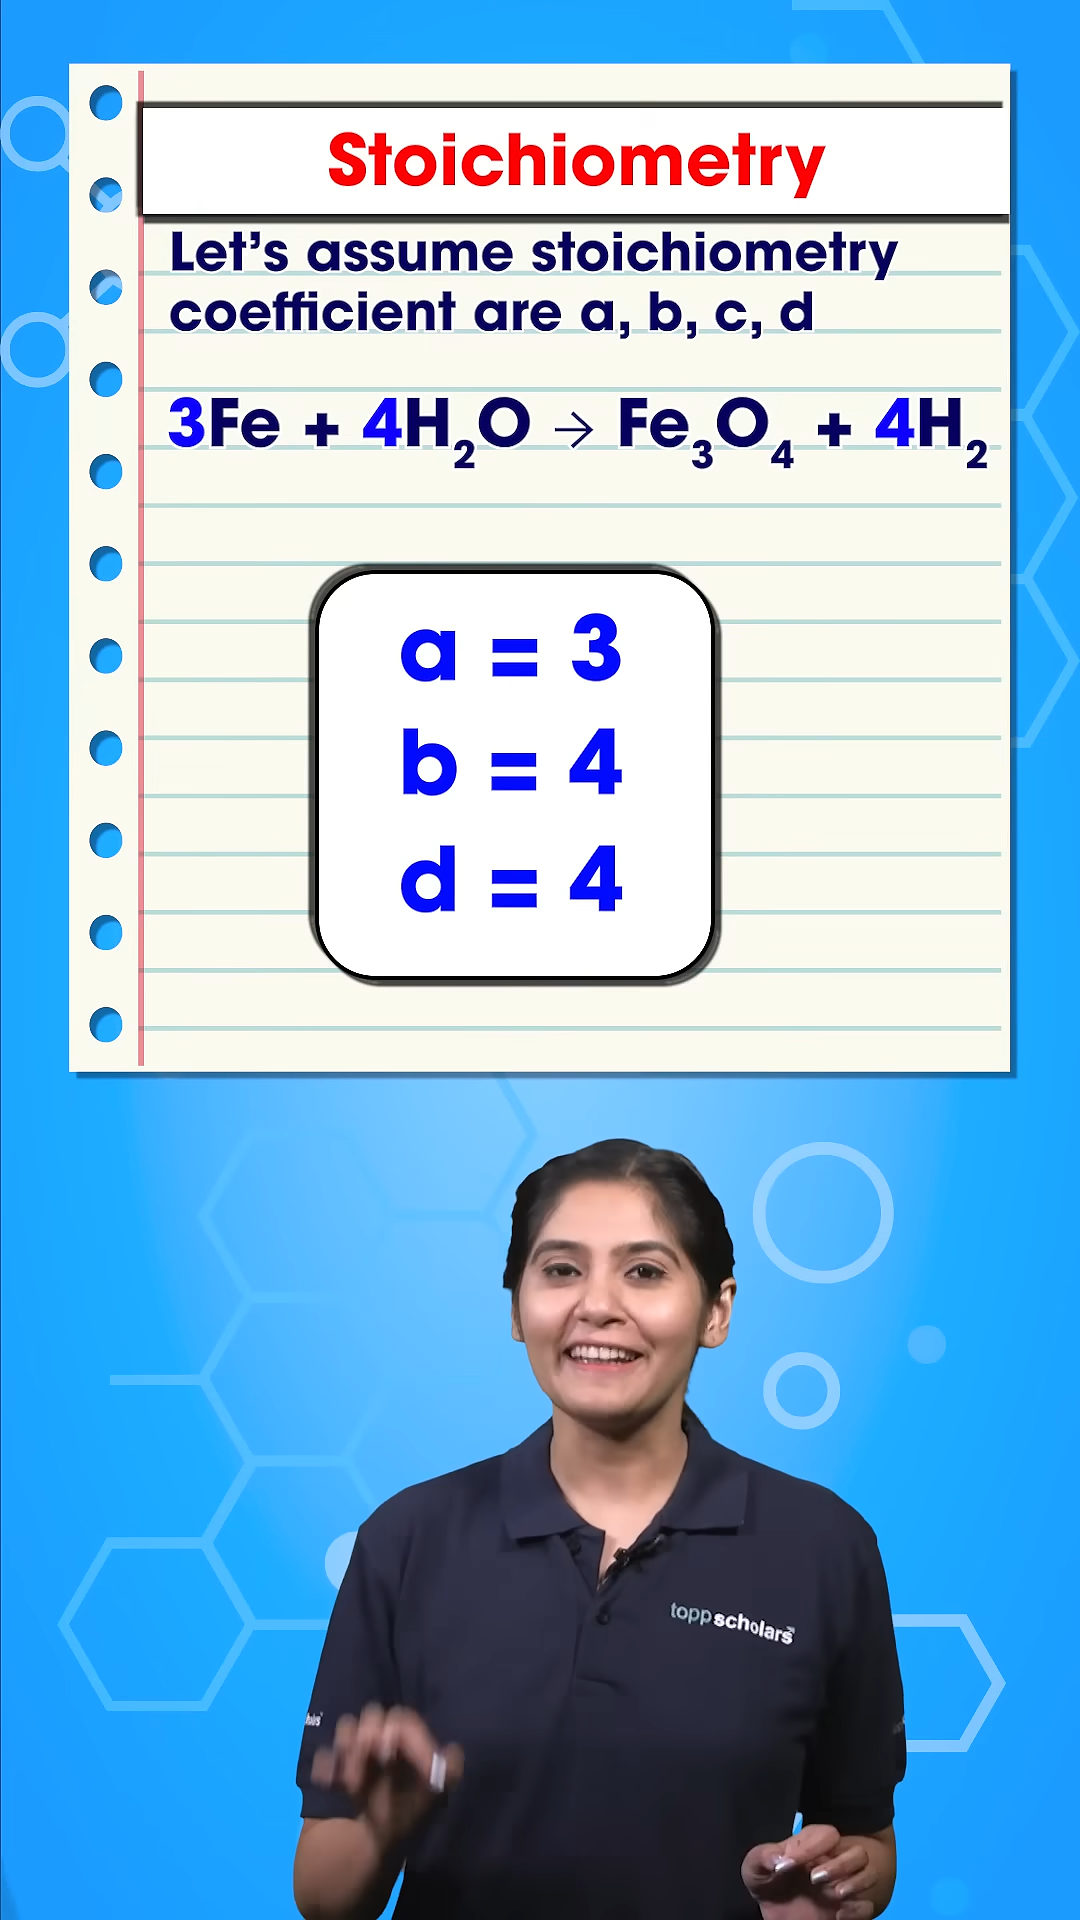 Stoichiometry
Let's assume stoichiometry
coefficient are a, b, c, d
3Fe + 4H₂O → Fe₃O₄ + 4H₂
a = 3
b = 4
d = 4
toppscholars